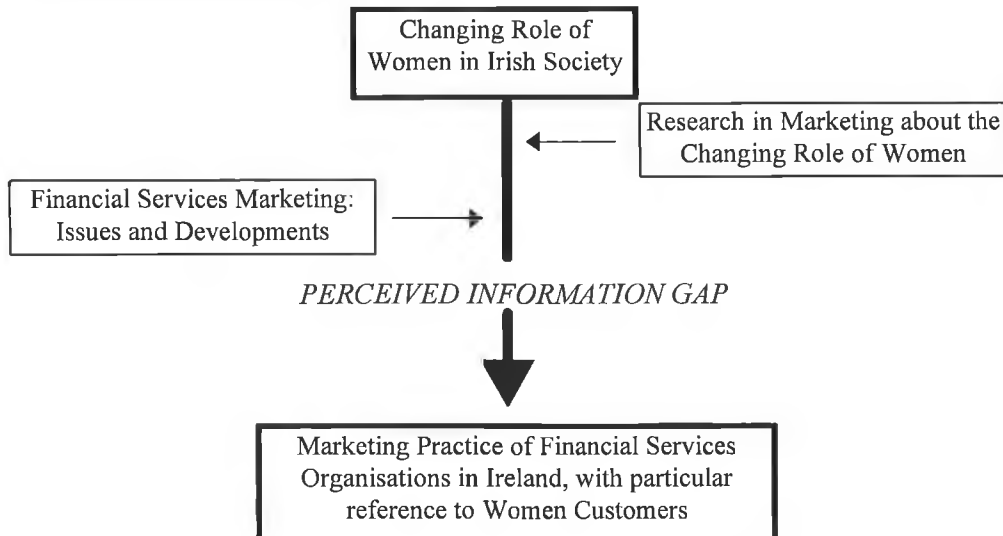 Changing Role of
Women in Irish Society
Research in Marketing about the
Changing Role of Women
Financial Services Marketing:
Issues and Developments
PERCEIVED INFORMATION GAP
Marketing Practice of Financial Services
Organisations in Ireland, with particular
reference to Women Customers